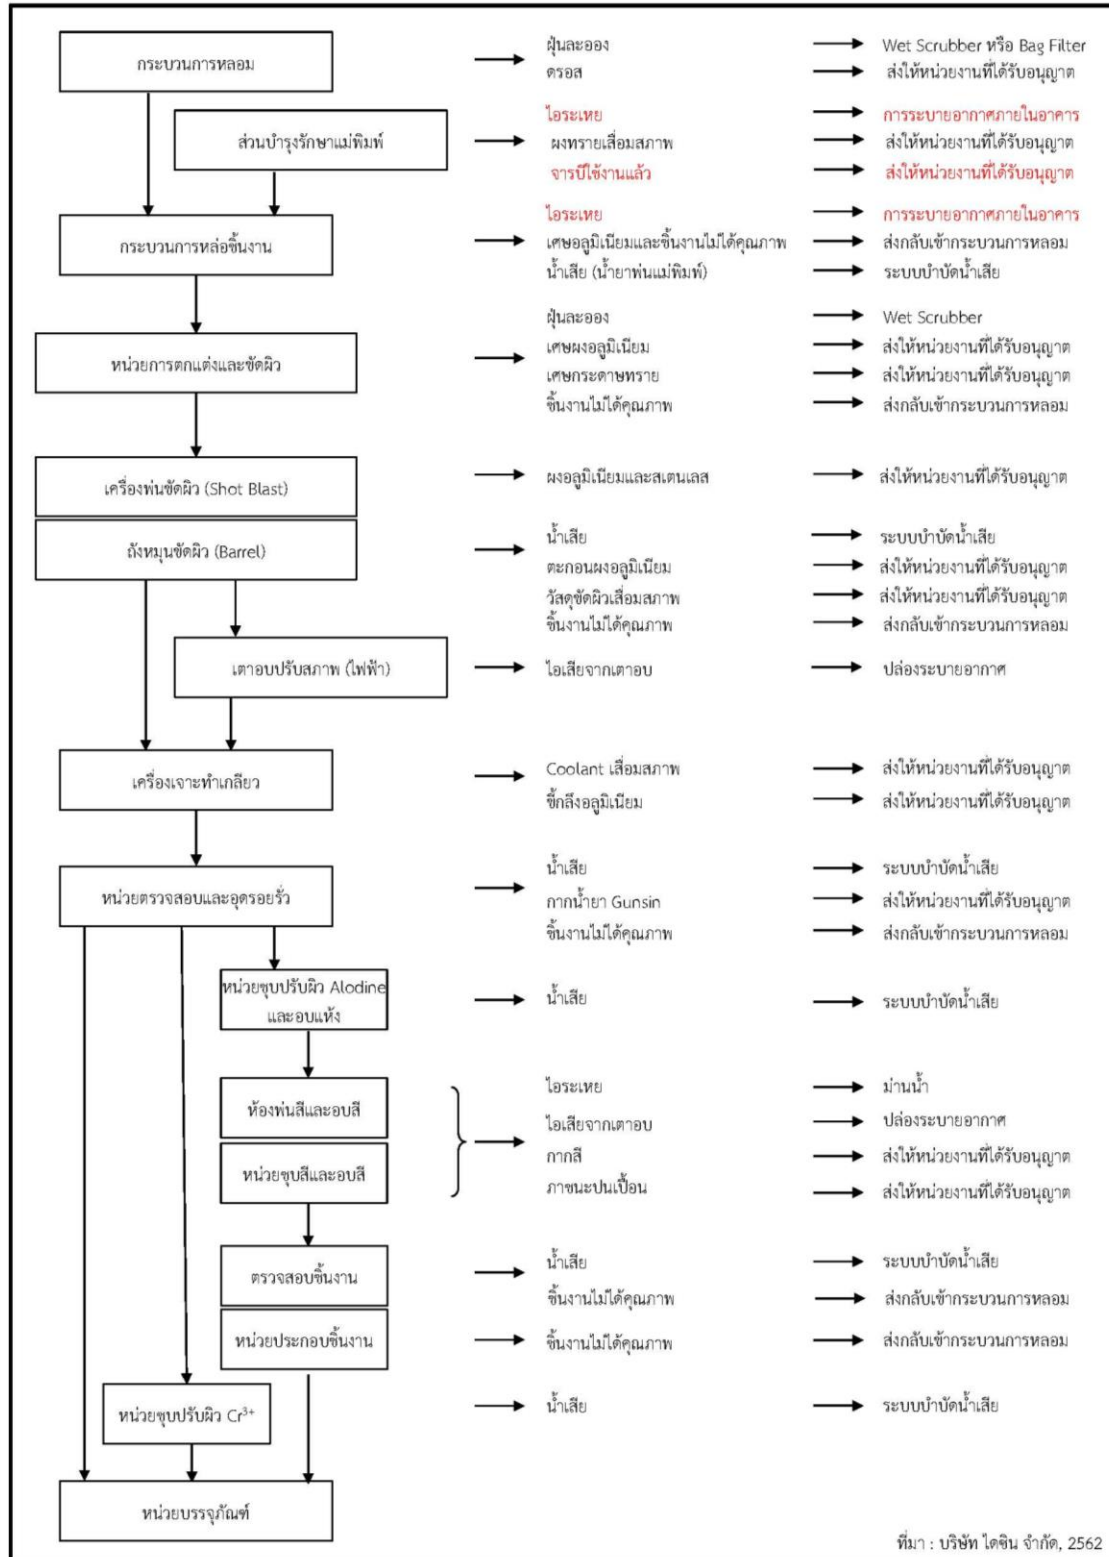 กระบวนการหลอม
ฝุ่นละออง
Wet Scrubber หรือ Bag Filter
ดรอส
ส่งให้หน่วยงานที่ได้รับอนุญาต
ส่วนบำรุงรักษาแม่พิมพ์
ไอระเหย
การระบายอากาศภายในอาคาร
ผงทรายเสื่อมสภาพ
ส่งให้หน่วยงานที่ได้รับอนุญาต
จารบีใช้งานแล้ว
ส่งให้หน่วยงานที่ได้รับอนุญาต
กระบวนการหล่อชิ้นงาน
ไอระเหย
การระบายอากาศภายในอาคาร
เศษอลูมิเนียมและชิ้นงานไม่ได้คุณภาพ
ส่งกลับเข้ากระบวนการหลอม
น้ำเสีย (น้ำยาพ่นแม่พิมพ์)
ระบบบำบัดน้ำเสีย
หน่วยการตกแต่งและขัดผิว
ฝุ่นละออง
Wet Scrubber
เศษผงอลูมิเนียม
ส่งให้หน่วยงานที่ได้รับอนุญาต
เศษกระดาษทราย
ส่งให้หน่วยงานที่ได้รับอนุญาต
ชิ้นงานไม่ได้คุณภาพ
ส่งกลับเข้ากระบวนการหลอม
เครื่องพ่นขัดผิว (Shot Blast)
ผงอลูมิเนียมและสเตนเลส
ส่งให้หน่วยงานที่ได้รับอนุญาต
ถังหมุนขัดผิว (Barrel)
น้ำเสีย
ระบบบำบัดน้ำเสีย
ตะกอนผงอลูมิเนียม
ส่งให้หน่วยงานที่ได้รับอนุญาต
วัสดุขัดผิวเสื่อมสภาพ
ส่งให้หน่วยงานที่ได้รับอนุญาต
ชิ้นงานไม่ได้คุณภาพ
ส่งกลับเข้ากระบวนการหลอม
เตาอบปรับสภาพ (ไฟฟ้า)
ไอเสียจากเตาอบ
ปล่องระบายอากาศ
เครื่องเจาะทำเกลียว
Coolant เสื่อมสภาพ
ส่งให้หน่วยงานที่ได้รับอนุญาต
ขี้กลึงอลูมิเนียม
ส่งให้หน่วยงานที่ได้รับอนุญาต
หน่วยตรวจสอบและอุดรอยรั่ว
น้ำเสีย
ระบบบำบัดน้ำเสีย
กากน้ำยา Gunsin
ส่งให้หน่วยงานที่ได้รับอนุญาต
ชิ้นงานไม่ได้คุณภาพ
ส่งกลับเข้ากระบวนการหลอม
หน่วยชุบปรับผิว Alodine
และอบแห้ง
น้ำเสีย
ระบบบำบัดน้ำเสีย
ห้องพ่นสีและอบสี
หน่วยชุบสีและอบสี
ไอระเหย
ม่านน้ำ
ไอเสียจากเตาอบ
ปล่องระบายอากาศ
กากสี
ส่งให้หน่วยงานที่ได้รับอนุญาต
ภาชนะปนเปื้อน
ส่งให้หน่วยงานที่ได้รับอนุญาต
ตรวจสอบชิ้นงาน
น้ำเสีย
ระบบบำบัดน้ำเสีย
ชิ้นงานไม่ได้คุณภาพ
ส่งกลับเข้ากระบวนการหลอม
หน่วยประกอบชิ้นงาน
ชิ้นงานไม่ได้คุณภาพ
ส่งกลับเข้ากระบวนการหลอม
หน่วยชุบปรับผิว Cr³⁺
น้ำเสีย
ระบบบำบัดน้ำเสีย
หน่วยบรรจุภัณฑ์
ที่มา : บริษัท ไดซิน จำกัด, 2562